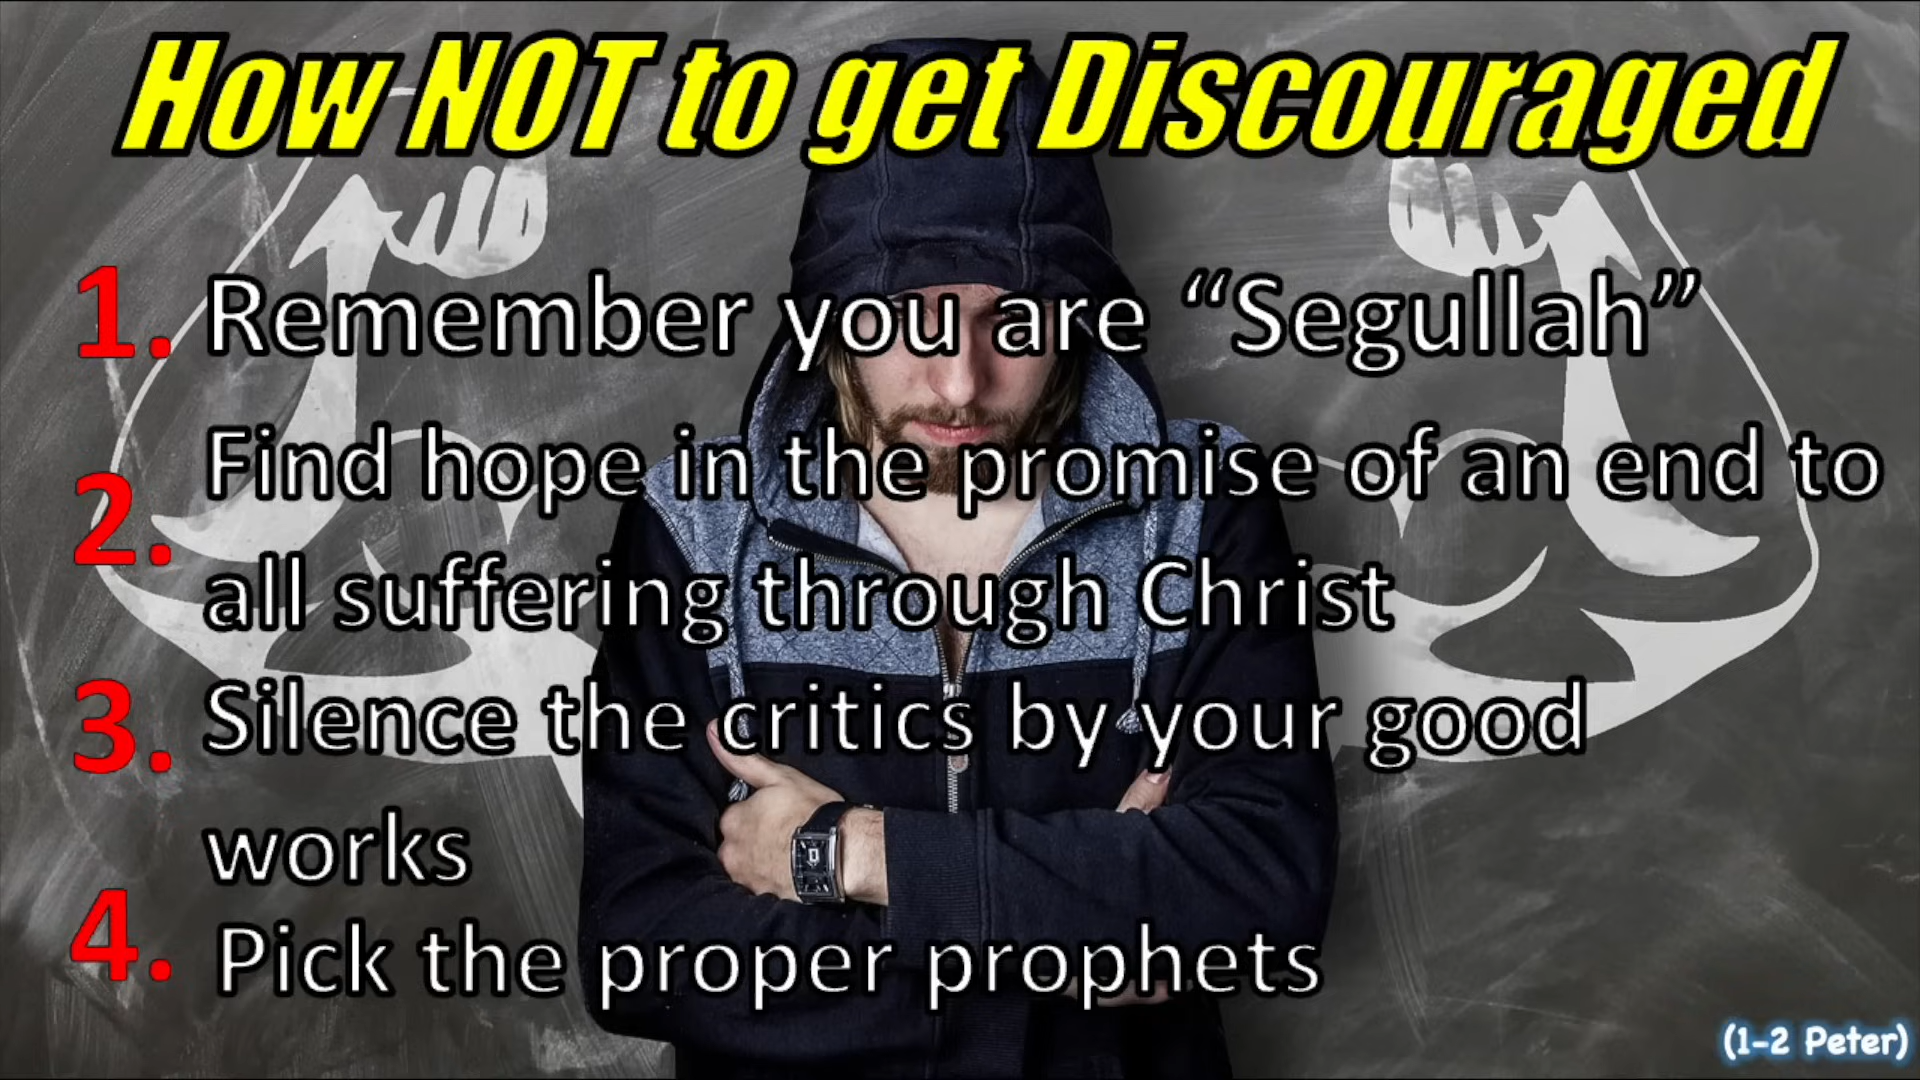 How NOT to get Discouraged
1. Remember you are “Segullah”
2. Find hope in the promise of an end to
all suffering through Christ
3. Silence the critics by your good
works
4. Pick the proper prophets
(1-2 Peter)